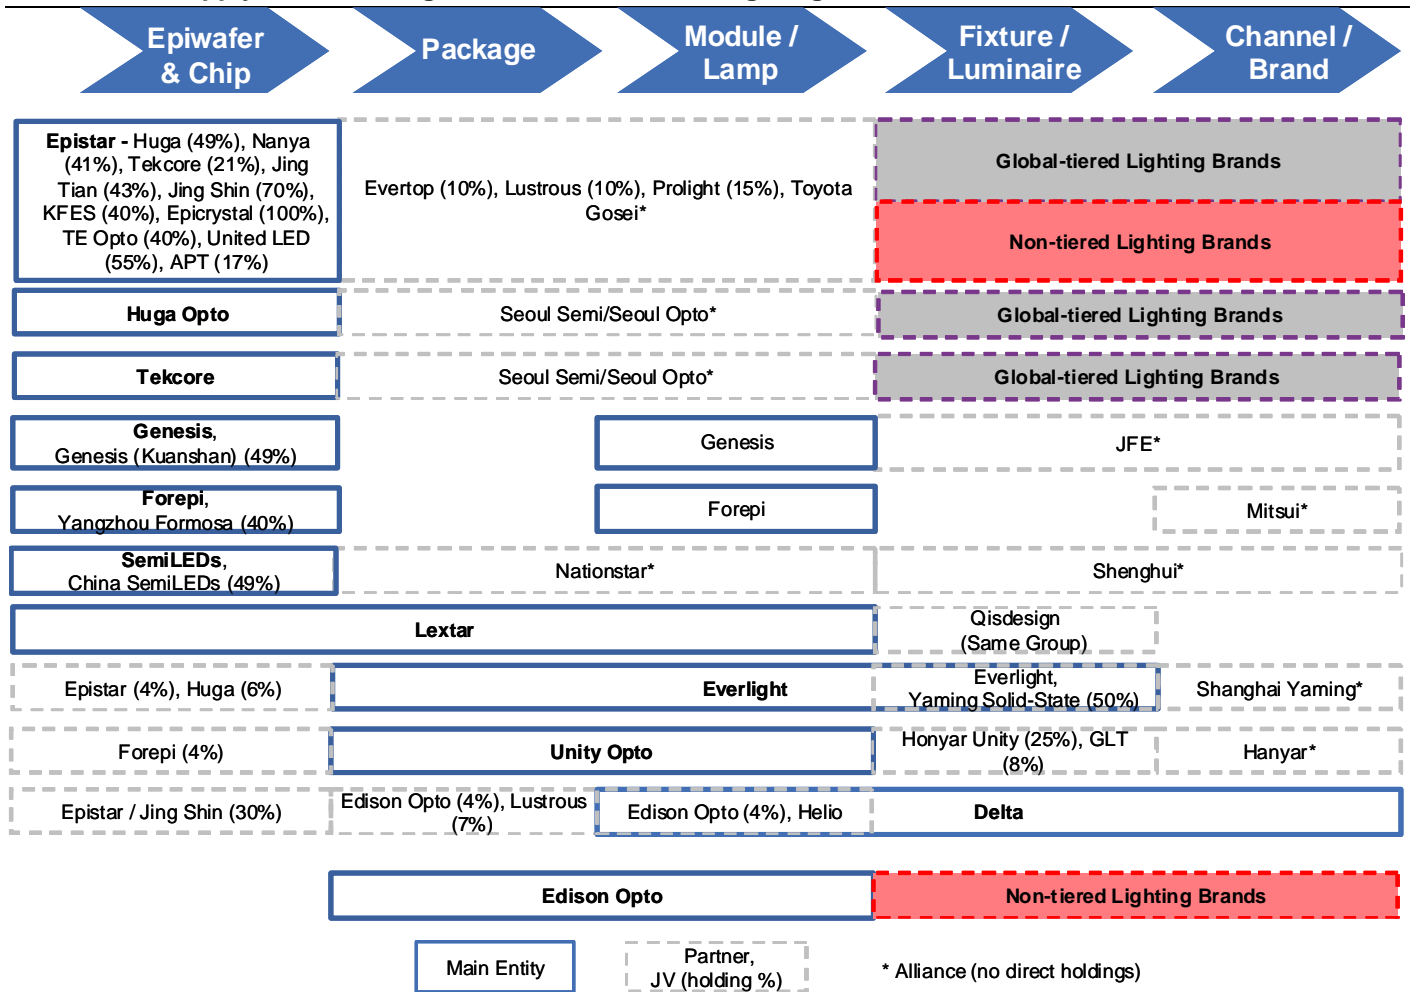 Epiwafer
& Chip
Package
Module /
Lamp
Fixture /
Luminaire
Channel /
Brand
Epistar - Huga (49%), Nanya
(41%), Tekcore (21%), Jing
Tian (43%), Jing Shin (70%),
KFES (40%), Epicrystal (100%),
TE Opto (40%), United LED
(55%), APT (17%)
Evertop (10%), Lustrous (10%), Prolight (15%), Toyota
Gosei*
Global-tiered Lighting Brands
Non-tiered Lighting Brands
Huga Opto
Seoul Semi/Seoul Opto*
Global-tiered Lighting Brands
Tekcore
Seoul Semi/Seoul Opto*
Global-tiered Lighting Brands
Genesis,
Genesis (Kuanshan) (49%)
Genesis
JFE*
Forepi,
Yangzhou Formosa (40%)
Forepi
Mitsui*
SemiLEDs,
China SemiLEDs (49%)
Nationstar*
Shenghui*
Lextar
Qisdesign
(Same Group)
Epistar (4%), Huga (6%)
Everlight
Everlight,
Yaming Solid-State (50%)
Shanghai Yaming*
Forepi (4%)
Unity Opto
Honyar Unity (25%), GLT
(8%)
Hanyar*
Epistar / Jing Shin (30%)
Edison Opto (4%), Lustrous
(7%)
Edison Opto (4%), Helio
Delta
Edison Opto
Non-tiered Lighting Brands
Main Entity
Partner,
JV (holding %)
* Alliance (no direct holdings)